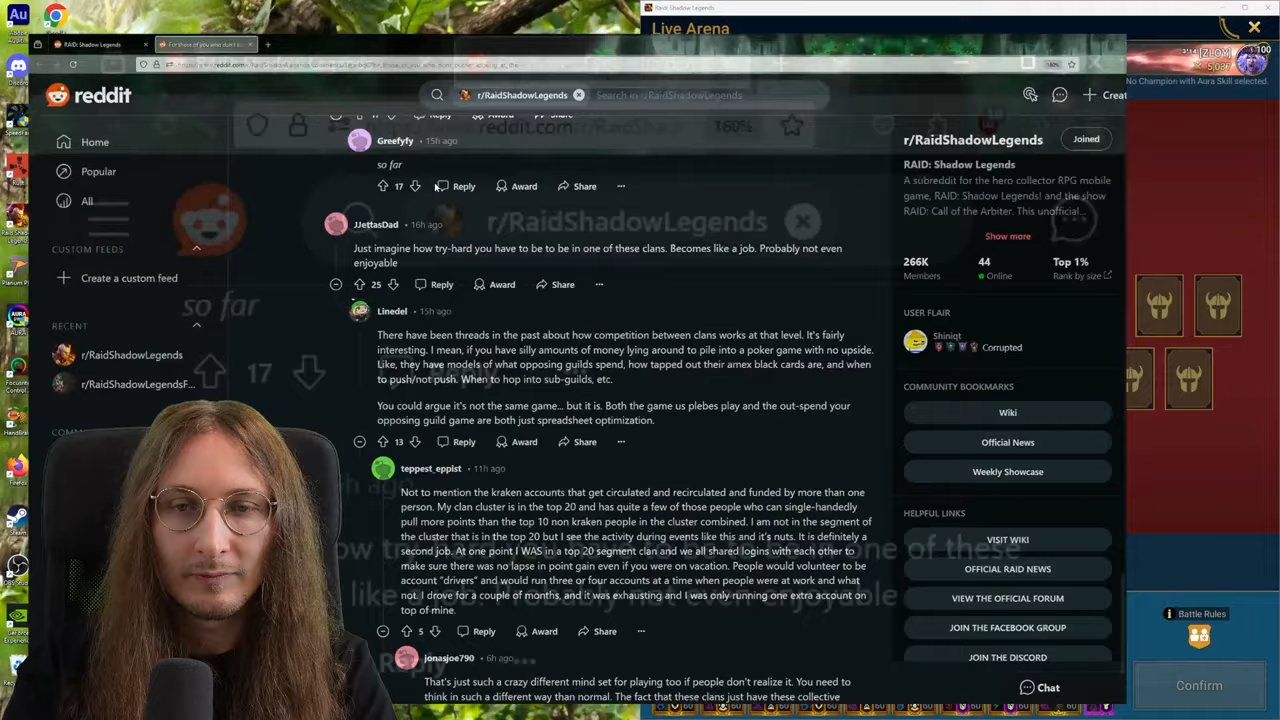 Au
Raid: Shadow Legends
Live Arena
[ZLOX]
100
5,087
No Champion with Aura Skill selected.
RAID: Shadow Legends
reddit
r/RaidShadowLegends
Search in r/RaidShadowLegends
Create
160%
Reply
Award
Share
Home
Popular
All
CUSTOM FEEDS
Create a custom feed
RECENT
r/RaidShadowLegends
r/RaidShadowLegendsF...
Greefyfy
15h ago
so far
17
Reply
Award
Share
r/RaidShadowLegends
so far
17
JJettasDad
16h ago
Just imagine how try-hard you have to be to be in one of these clans. Becomes like a job. Probably not even
enjoyable
25
Reply
Award
Share
Linedel
15h ago
There have been threads in the past about how competition between clans works at that level. It's fairly
interesting. I mean, if you have silly amounts of money lying around to pile into a poker game with no upside.
Like, they have models of what opposing guilds spend, how tapped out their amex black cards are, and when
to push/not push. When to hop into sub-guilds, etc.
You could argue it's not the same game... but it is. Both the game us plebes play and the out-spend your
opposing guild game are both just spreadsheet optimization.
13
Reply
Award
Share
teppest_eppist
11h ago
Not to mention the kraken accounts that get circulated and recirculated and funded by more than one
person. My clan cluster is in the top 20 and has quite a few of those people who can single-handedly
pull more points than the top 10 non kraken people in the cluster combined. I am not in the segment of
the cluster that is in the top 20 but I see the activity during events like this and it's nuts. It is definitely a
second job. At one point I WAS in a top 20 segment clan and we all shared logins with each other to
make sure there was no lapse in point gain even if you were on vacation. People would volunteer to be
account "drivers" and would run three or four accounts at a time when people were at work and what
not. I drove for a couple of months, and it was exhausting and I was only running one extra account on
top of mine.
5
Reply
Award
Share
jonasjoe790
6h ago
That's just such a crazy different mind set for playing too if people don't realize it. You need to
think in such a different way than normal. The fact that these clans just have these collective
r/RaidShadowLegends
Joined
RAID: Shadow Legends
A subreddit for the hero collector RPG mobile
game, RAID: Shadow Legends! and the show
RAID: Call of the Arbiter. This unofficial...
Show more
266K
Members
44
Online
Top 1%
Rank by size
USER FLAIR
Shiniqt
Corrupted
COMMUNITY BOOKMARKS
Wiki
Official News
Weekly Showcase
HELPFUL LINKS
VISIT WIKI
OFFICIAL RAID NEWS
VIEW THE OFFICIAL FORUM
JOIN THE FACEBOOK GROUP
JOIN THE DISCORD
Chat
Battle Rules
Confirm